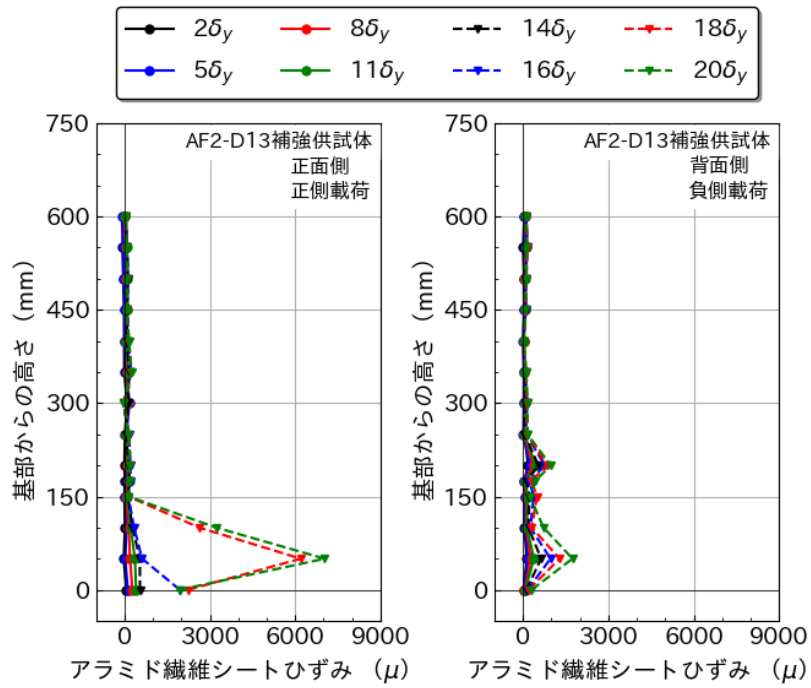 2δy 8δy 14δy 18δy
5δy 11δy 16δy 20δy
750
600
450
300
150
0
基部からの高さ (mm)
AF2-D13補強供試体
正面側
正側載荷
0 3000 6000 9000
アラミド繊維シートひずみ (μ)
750
600
450
300
150
0
基部からの高さ (mm)
AF2-D13補強供試体
背面側
負側載荷
0 3000 6000 9000
アラミド繊維シートひずみ (μ)